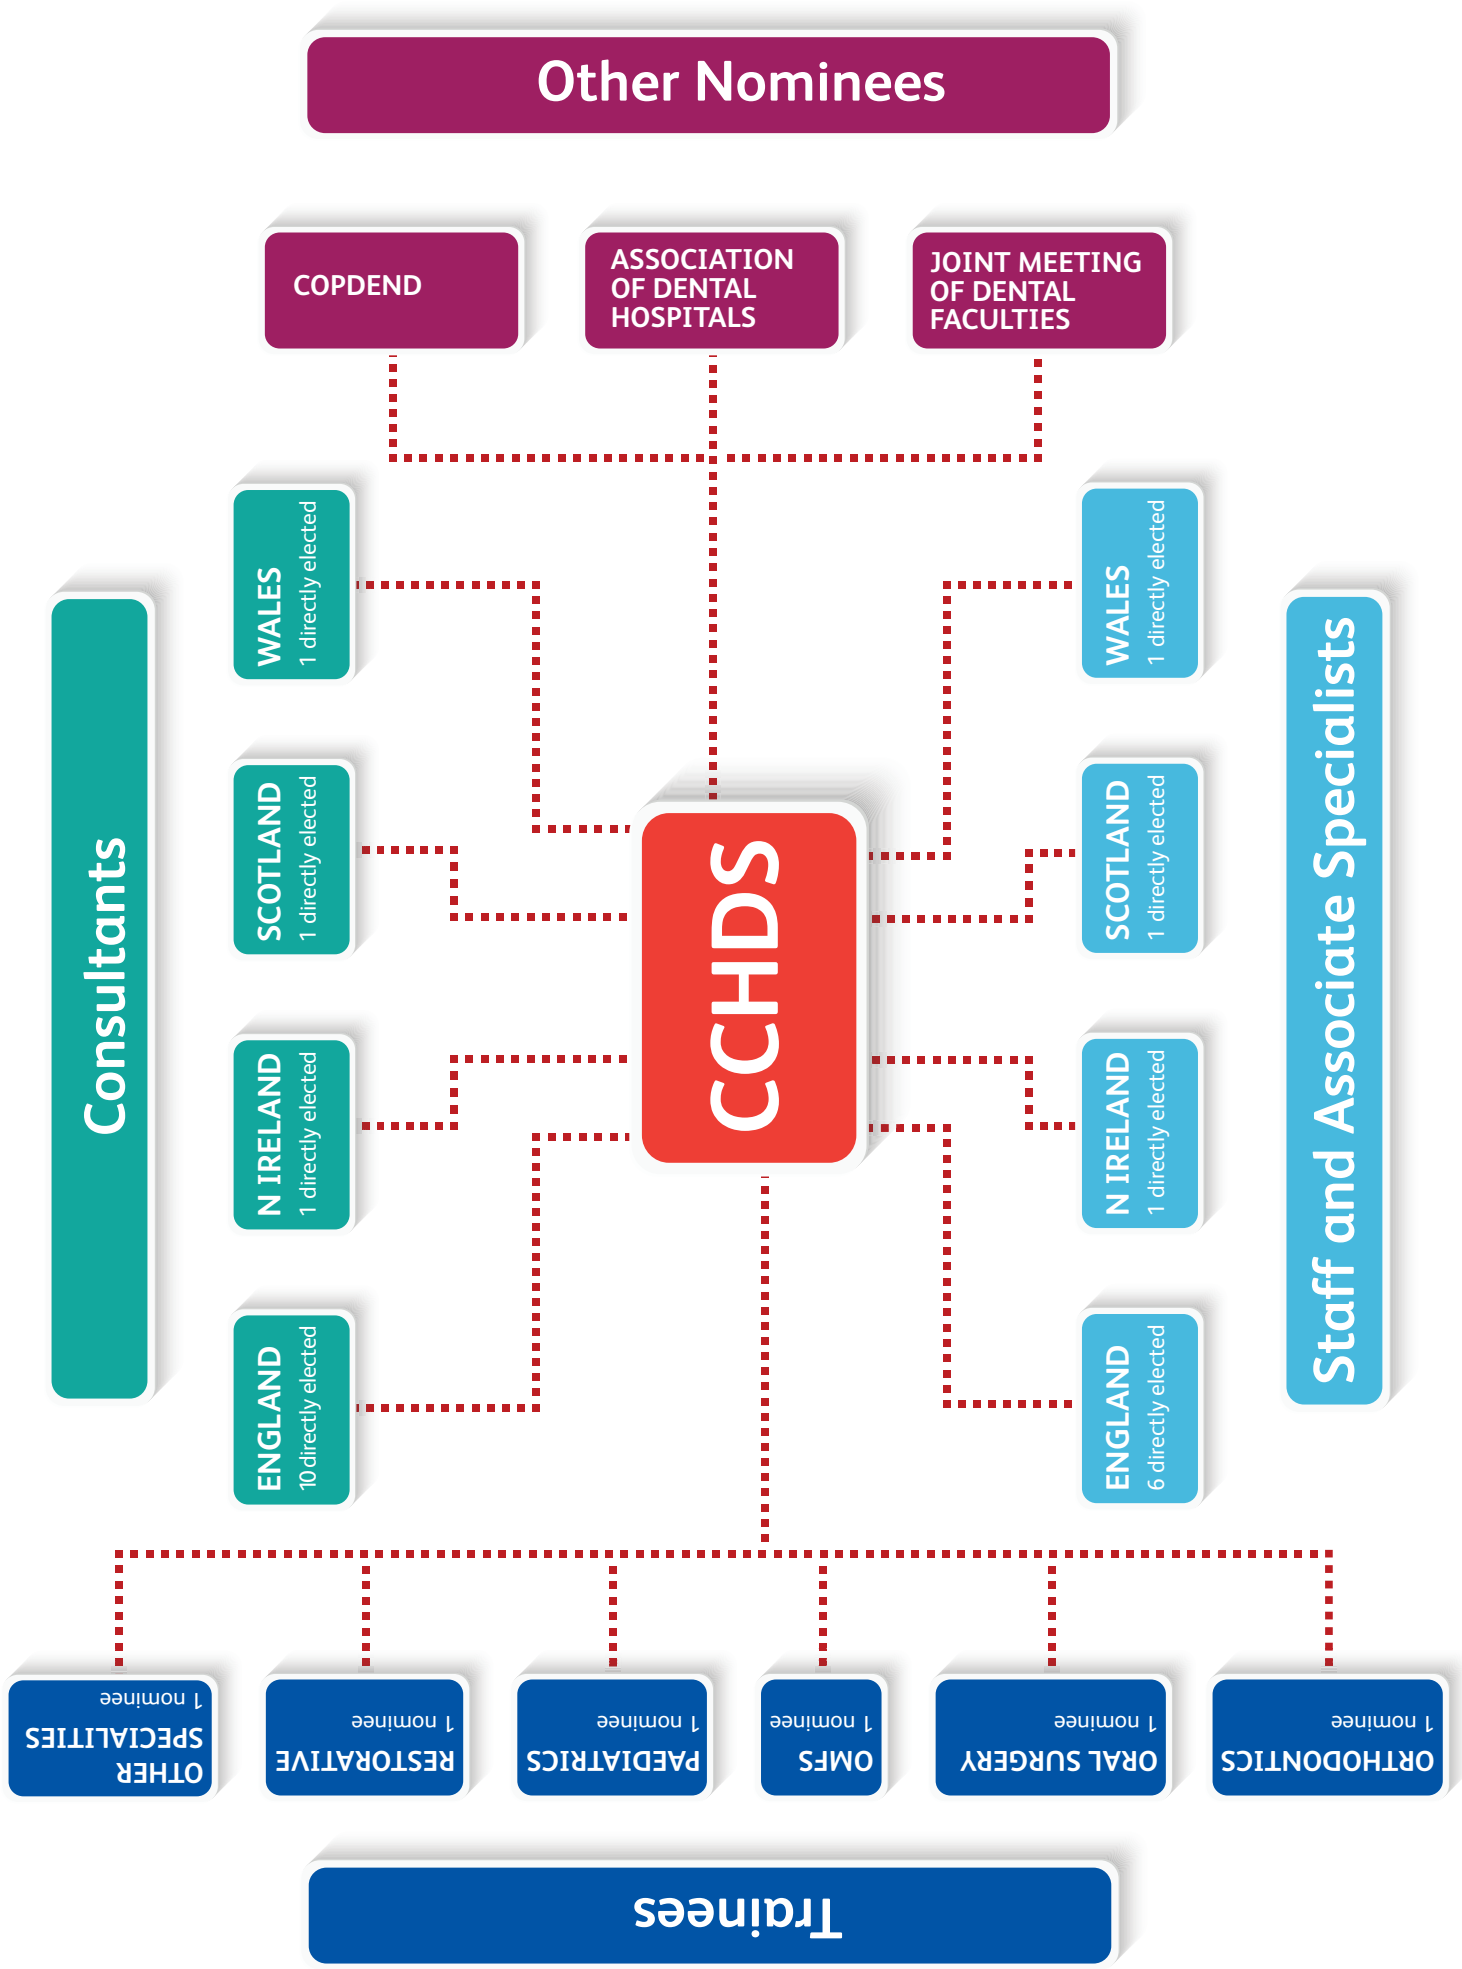 Other Nominees
COPDEND
ASSOCIATION
OF DENTAL
HOSPITALS
JOINT MEETING
OF DENTAL
FACULTIES
Consultants
WALES
1 directly elected
SCOTLAND
1 directly elected
N IRELAND
1 directly elected
ENGLAND
10 directly elected
CCHDS
WALES
1 directly elected
SCOTLAND
1 directly elected
N IRELAND
1 directly elected
ENGLAND
6 directly elected
Staff and Associate Specialists
OTHER
SPECIALITIES
1 nominee
RESTORATIVE
1 nominee
PAEDIATRICS
1 nominee
OMFS
1 nominee
ORAL SURGERY
1 nominee
ORTHODONTICS
1 nominee
Trainees